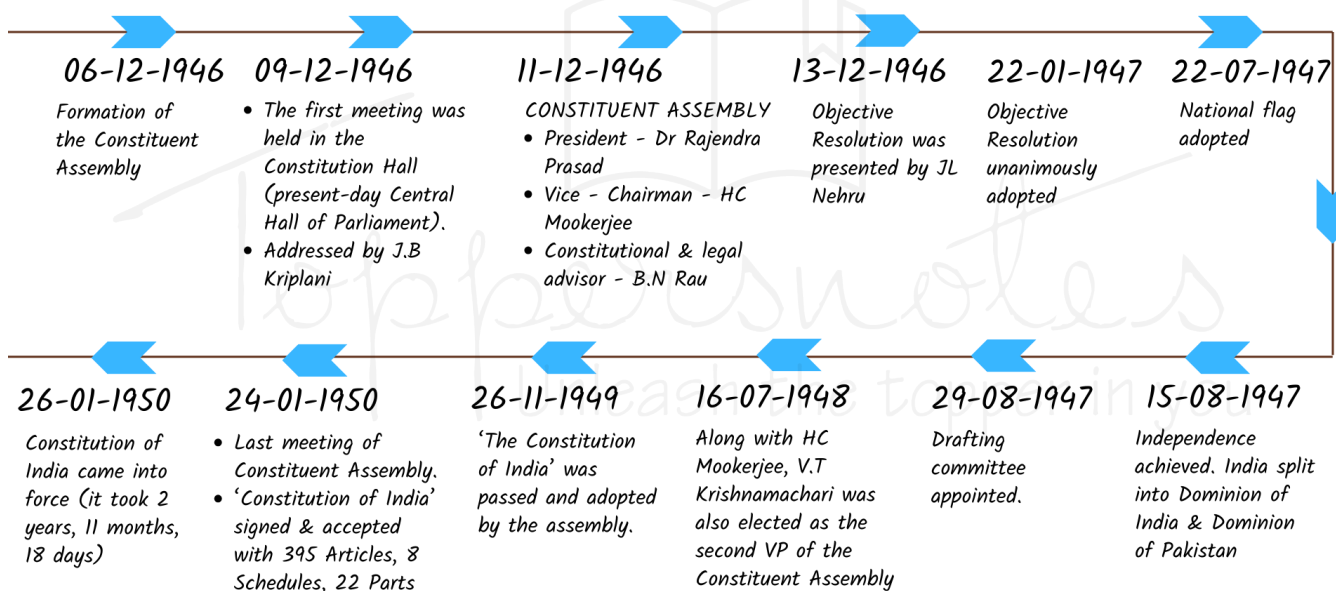 06-12-1946
Formation of
the Constituent
Assembly
09-12-1946
• The first meeting was
held in the
Constitution Hall
(present-day Central
Hall of Parliament).
• Addressed by J.B
Kriplani
11-12-1946
CONSTITUENT ASSEMBLY
• President - Dr Rajendra
Prasad
• Vice - Chairman - HC
Mookerjee
• Constitutional & legal
advisor - B.N Rau
13-12-1946
Objective
Resolution was
presented by JL
Nehru
22-01-1947
Objective
Resolution
unanimously
adopted
22-07-1947
National flag
adopted
15-08-1947
Independence
achieved. India split
into Dominion of
India & Dominion
of Pakistan
29-08-1947
Drafting
committee
appointed.
16-07-1948
Along with HC
Mookerjee, V.T
Krishnamachari was
also elected as the
second VP of the
Constituent Assembly
26-11-1949
‘The Constitution
of India’ was
passed and adopted
by the assembly.
24-01-1950
• Last meeting of
Constituent Assembly.
• ‘Constitution of India’
signed & accepted
with 395 Articles, 8
Schedules, 22 Parts
26-01-1950
Constitution of
India came into
force (it took 2
years, 11 months,
18 days)
Toppersnotes
Unleash the topper in you